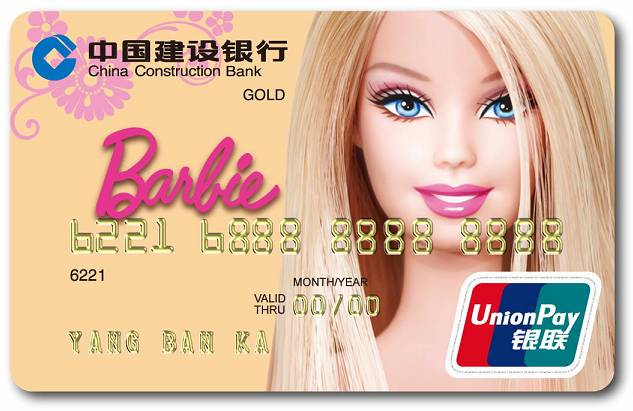 中国建设银行
China Construction Bank
GOLD
Barbie
6221 6888 8888 8888
6221
MONTH/YEAR
VALID THRU 00/00
YANG BAN KA
UnionPay
银联